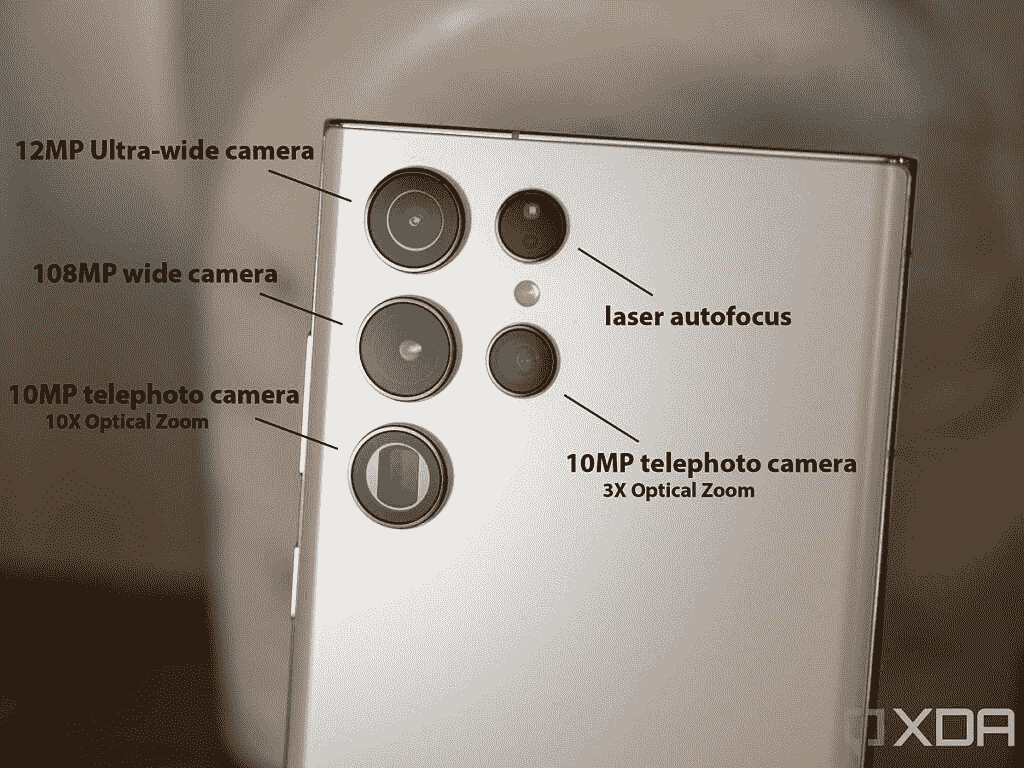 12MP Ultra-wide camera
108MP wide camera
10MP telephoto camera
10X Optical Zoom
laser autofocus
10MP telephoto camera
3X Optical Zoom
XDA